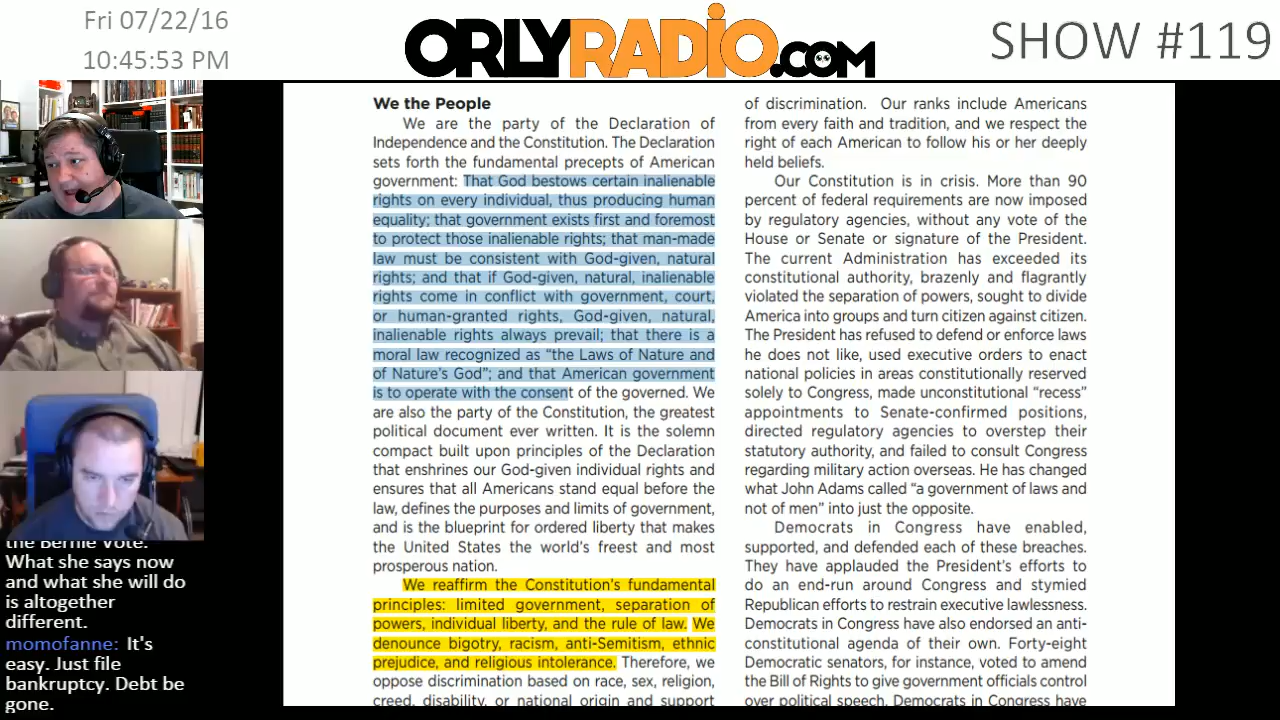 Fri 07/22/16
10:45:53 PM
ORLYRADIO.COM
SHOW #119
We the People
We are the party of the Declaration of
Independence and the Constitution. The Declaration
sets forth the fundamental precepts of American
government: That God bestows certain inalienable
rights on every individual, thus producing human
equality; that government exists first and foremost
to protect those inalienable rights; that man-made
law must be consistent with God-given, natural
rights; and that if God-given, natural, inalienable
rights come in conflict with government, court,
or human-granted rights, God-given, natural,
inalienable rights always prevail; that there is a
moral law recognized as “the Laws of Nature and
of Nature’s God”; and that American government
is to operate with the consent of the governed. We
are also the party of the Constitution, the greatest
political document ever written. It is the solemn
compact built upon principles of the Declaration
that enshrines our God-given individual rights and
ensures that all Americans stand equal before the
law, defines the purposes and limits of government,
and is the blueprint for ordered liberty that makes
the United States the world’s freest and most
prosperous nation.
We reaffirm the Constitution’s fundamental
principles: limited government, separation of
powers, individual liberty, and the rule of law. We
denounce bigotry, racism, anti-Semitism, ethnic
prejudice, and religious intolerance. Therefore, we
oppose discrimination based on race, sex, religion,
creed, disability, or national origin and support
of discrimination. Our ranks include Americans
from every faith and tradition, and we respect the
right of each American to follow his or her deeply
held beliefs.
Our Constitution is in crisis. More than 90
percent of federal requirements are now imposed
by regulatory agencies, without any vote of the
House or Senate or signature of the President.
The current Administration has exceeded its
constitutional authority, brazenly and flagrantly
violated the separation of powers, sought to divide
America into groups and turn citizen against citizen.
The President has refused to defend or enforce laws
he does not like, used executive orders to enact
national policies in areas constitutionally reserved
solely to Congress, made unconstitutional “recess”
appointments to Senate-confirmed positions,
directed regulatory agencies to overstep their
statutory authority, and failed to consult Congress
regarding military action overseas. He has changed
what John Adams called “a government of laws and
not of men” into just the opposite.
Democrats in Congress have enabled,
supported, and defended each of these breaches.
They have applauded the President’s efforts to
do an end-run around Congress and stymied
Republican efforts to restrain executive lawlessness.
Democrats in Congress have also endorsed an anti-
constitutional agenda of their own. Forty-eight
Democratic senators, for instance, voted to amend
the Bill of Rights to give government officials control
over political speech. Democrats in Congress have
the Bernie Vote.
What she says now
and what she will do
is altogether
different.
momofanne: It's
easy. Just file
bankruptcy. Debt be
gone.